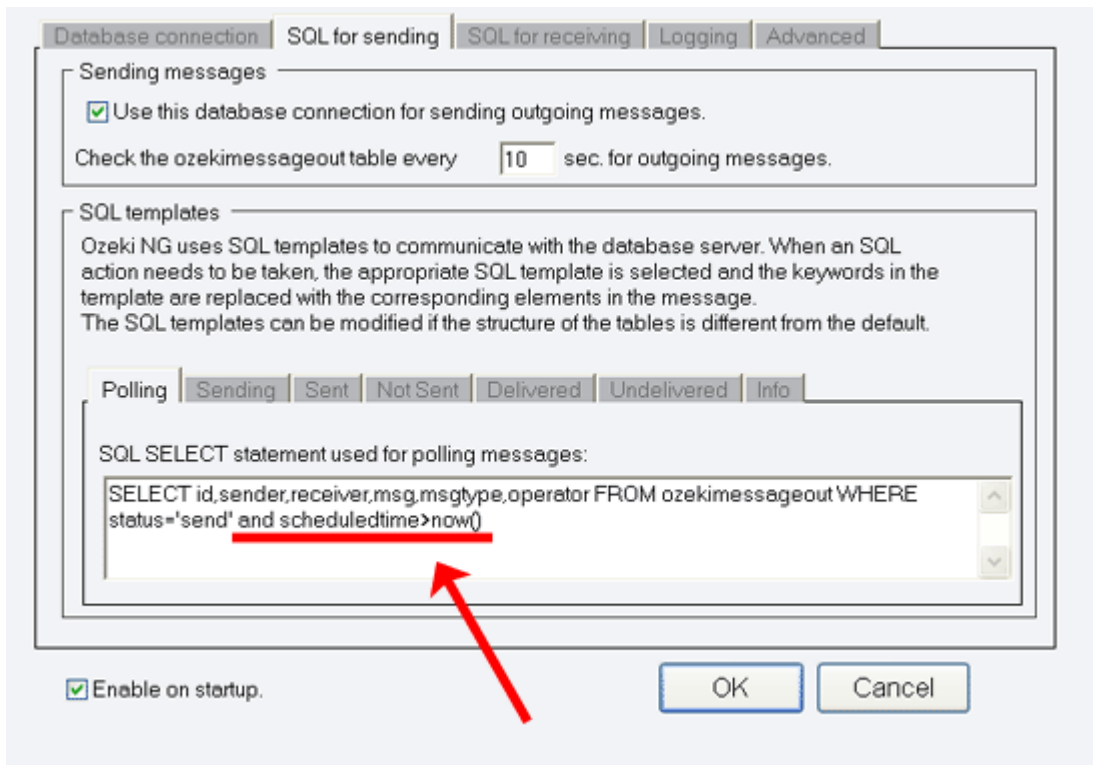 Database connection SQL for sending SQL for receiving Logging Advanced
Sending messages
Use this database connection for sending outgoing messages.
Check the ozekimessageout table every 10 sec. for outgoing messages.
SQL templates
Ozeki NG uses SQL templates to communicate with the database server. When an SQL
action needs to be taken, the appropriate SQL template is selected and the keywords in the
template are replaced with the corresponding elements in the message.
The SQL templates can be modified if the structure of the tables is different from the default.
Polling Sending Sent Not Sent Delivered Undelivered Info
SQL SELECT statement used for polling messages:
SELECT id,sender,receiver,msg,msgtype,operator FROM ozekimessageout WHERE
status='send' and scheduledtime>now()
Enable on startup. OK Cancel